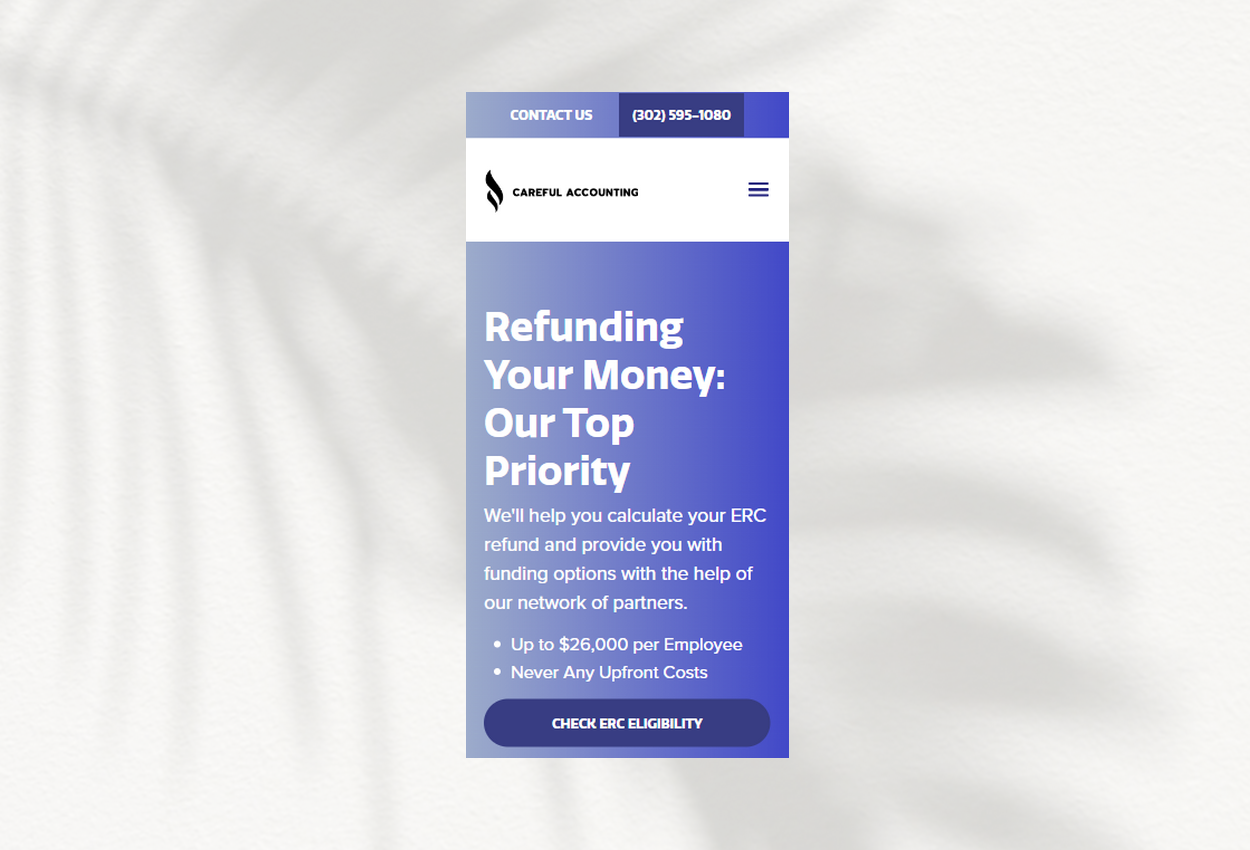 CONTACT US (302) 595-1080
CAREFUL ACCOUNTING
Refunding
Your Money:
Our Top
Priority
We'll help you calculate your ERC
refund and provide you with
funding options with the help of
our network of partners.
• Up to $26,000 per Employee
• Never Any Upfront Costs
CHECK ERC ELIGIBILITY